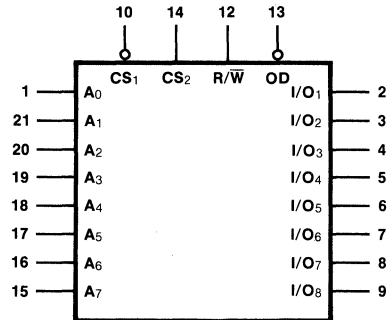 10 14 12 13
CS₁ CS₂ R/W̅ OD
1 A₀ I/O₁ 2
21 A₁ I/O₂ 3
20 A₂ I/O₃ 4
19 A₃ I/O₄ 5
18 A₄ I/O₅ 6
17 A₅ I/O₆ 7
16 A₆ I/O₇ 8
15 A₇ I/O₈ 9